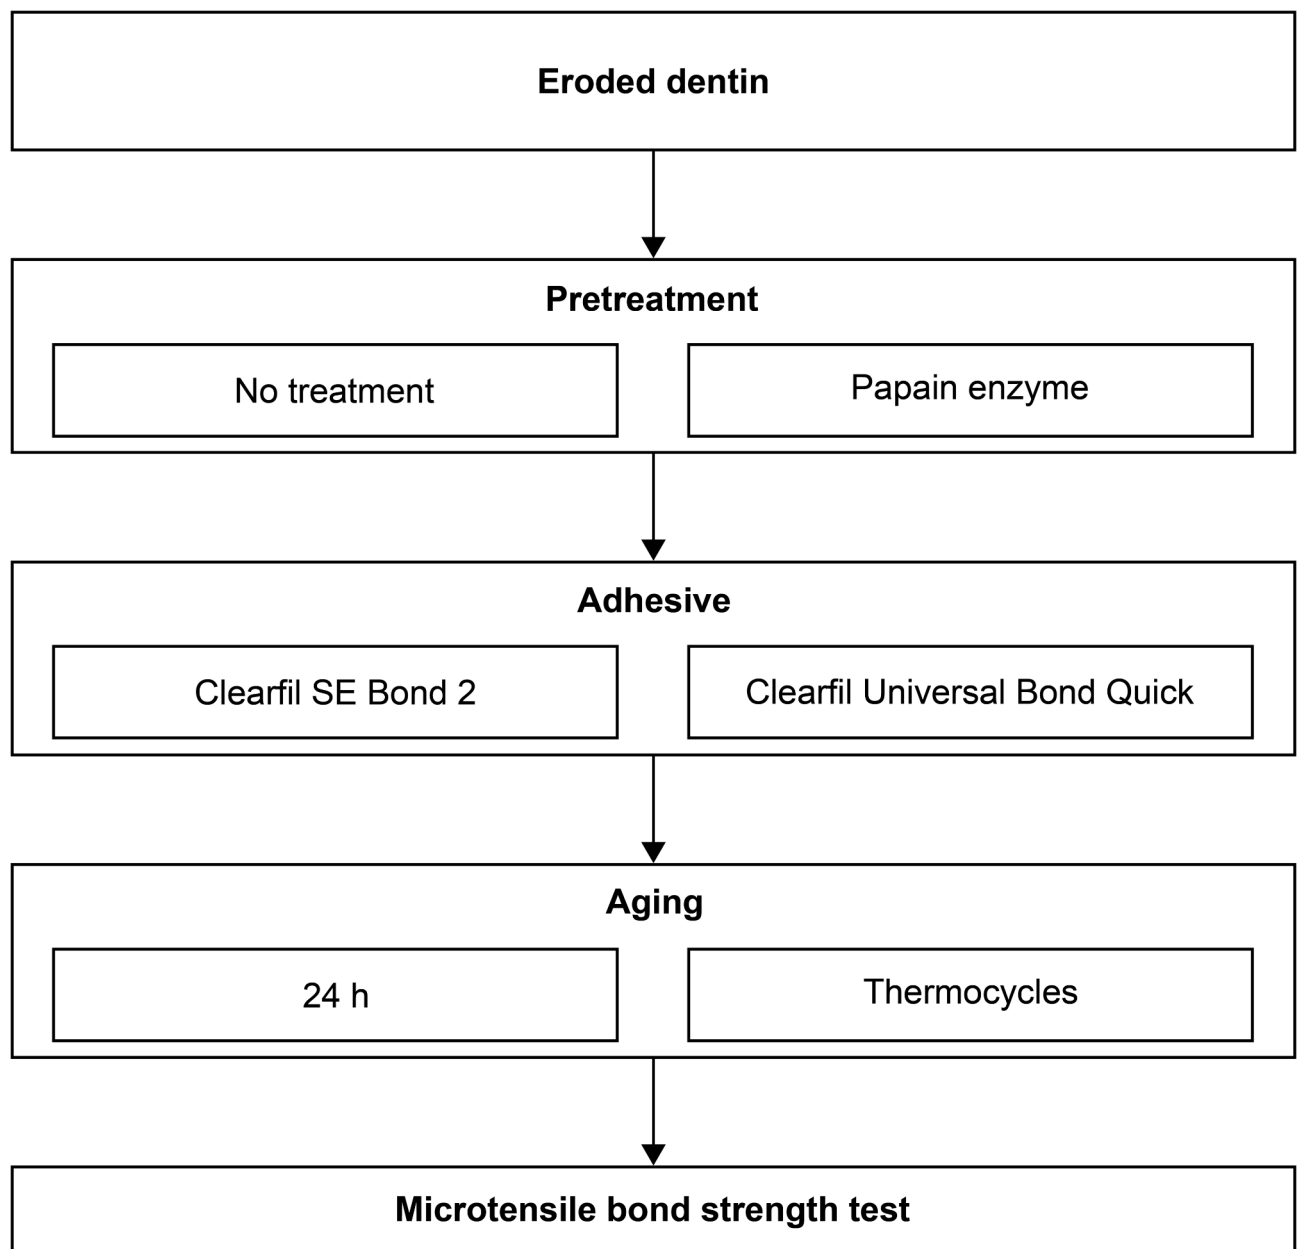 Eroded dentin
Pretreatment
No treatment
Papain enzyme
Adhesive
Clearfil SE Bond 2
Clearfil Universal Bond Quick
Aging
24 h
Thermocycles
Microtensile bond strength test